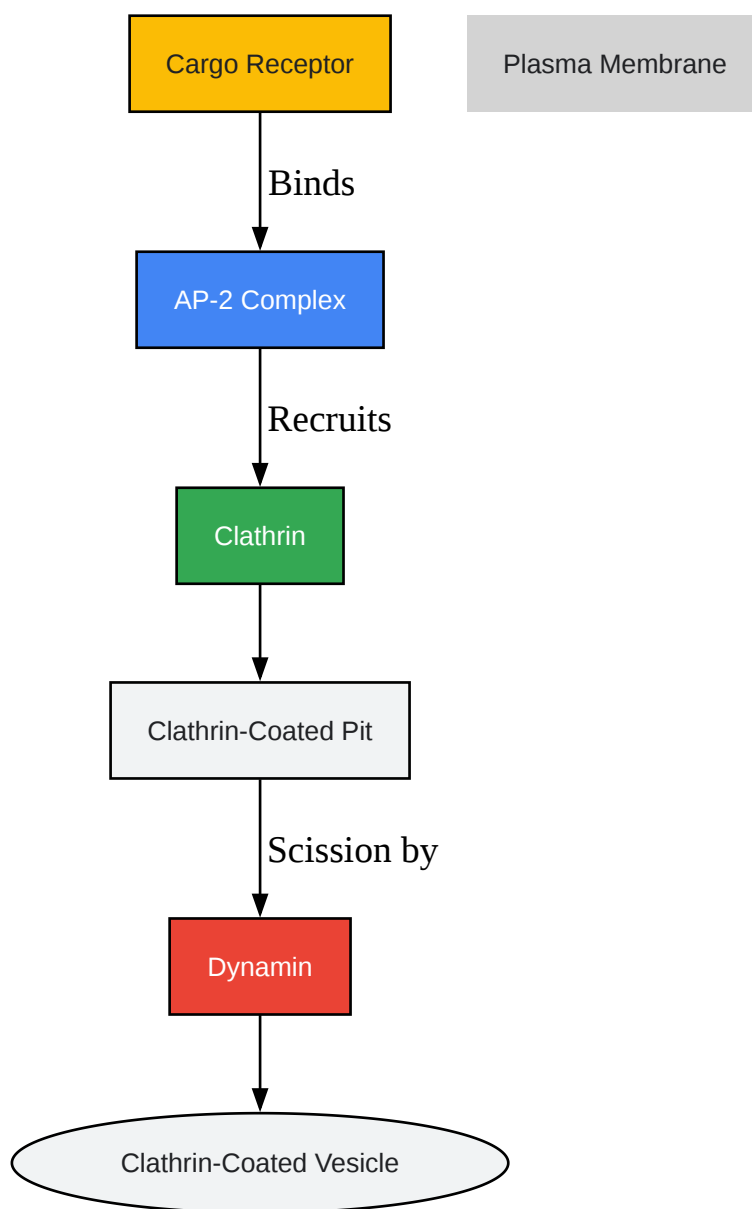 Cargo Receptor
Plasma Membrane
Binds
AP-2 Complex
Recruits
Clathrin
Clathrin-Coated Pit
Scission by
Dynamin
Clathrin-Coated Vesicle